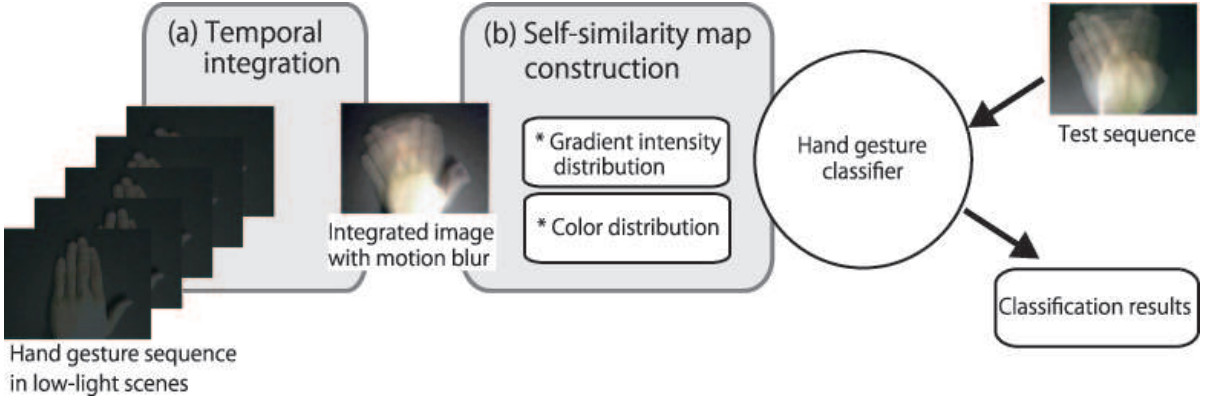 (a) Temporal
integration
Hand gesture sequence
in low-light scenes
Integrated image
with motion blur
(b) Self-similarity map
construction
* Gradient intensity
distribution
* Color distribution
Hand gesture
classifier
Test sequence
Classification results